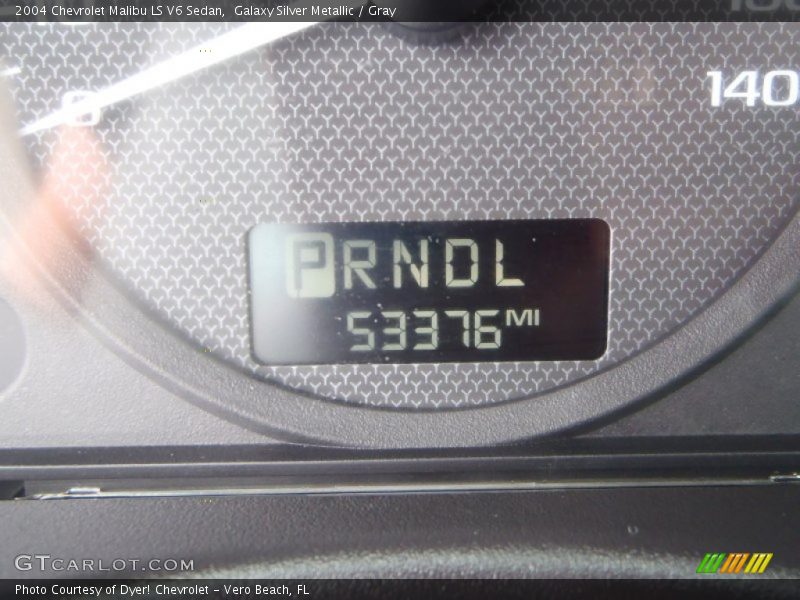 2004 Chevrolet Malibu LS V6 Sedan, Galaxy Silver Metallic / Gray
0
140
PRNDL
53376 MI
GTCARLOT.COM
Photo Courtesy of Dyer! Chevrolet - Vero Beach, FL